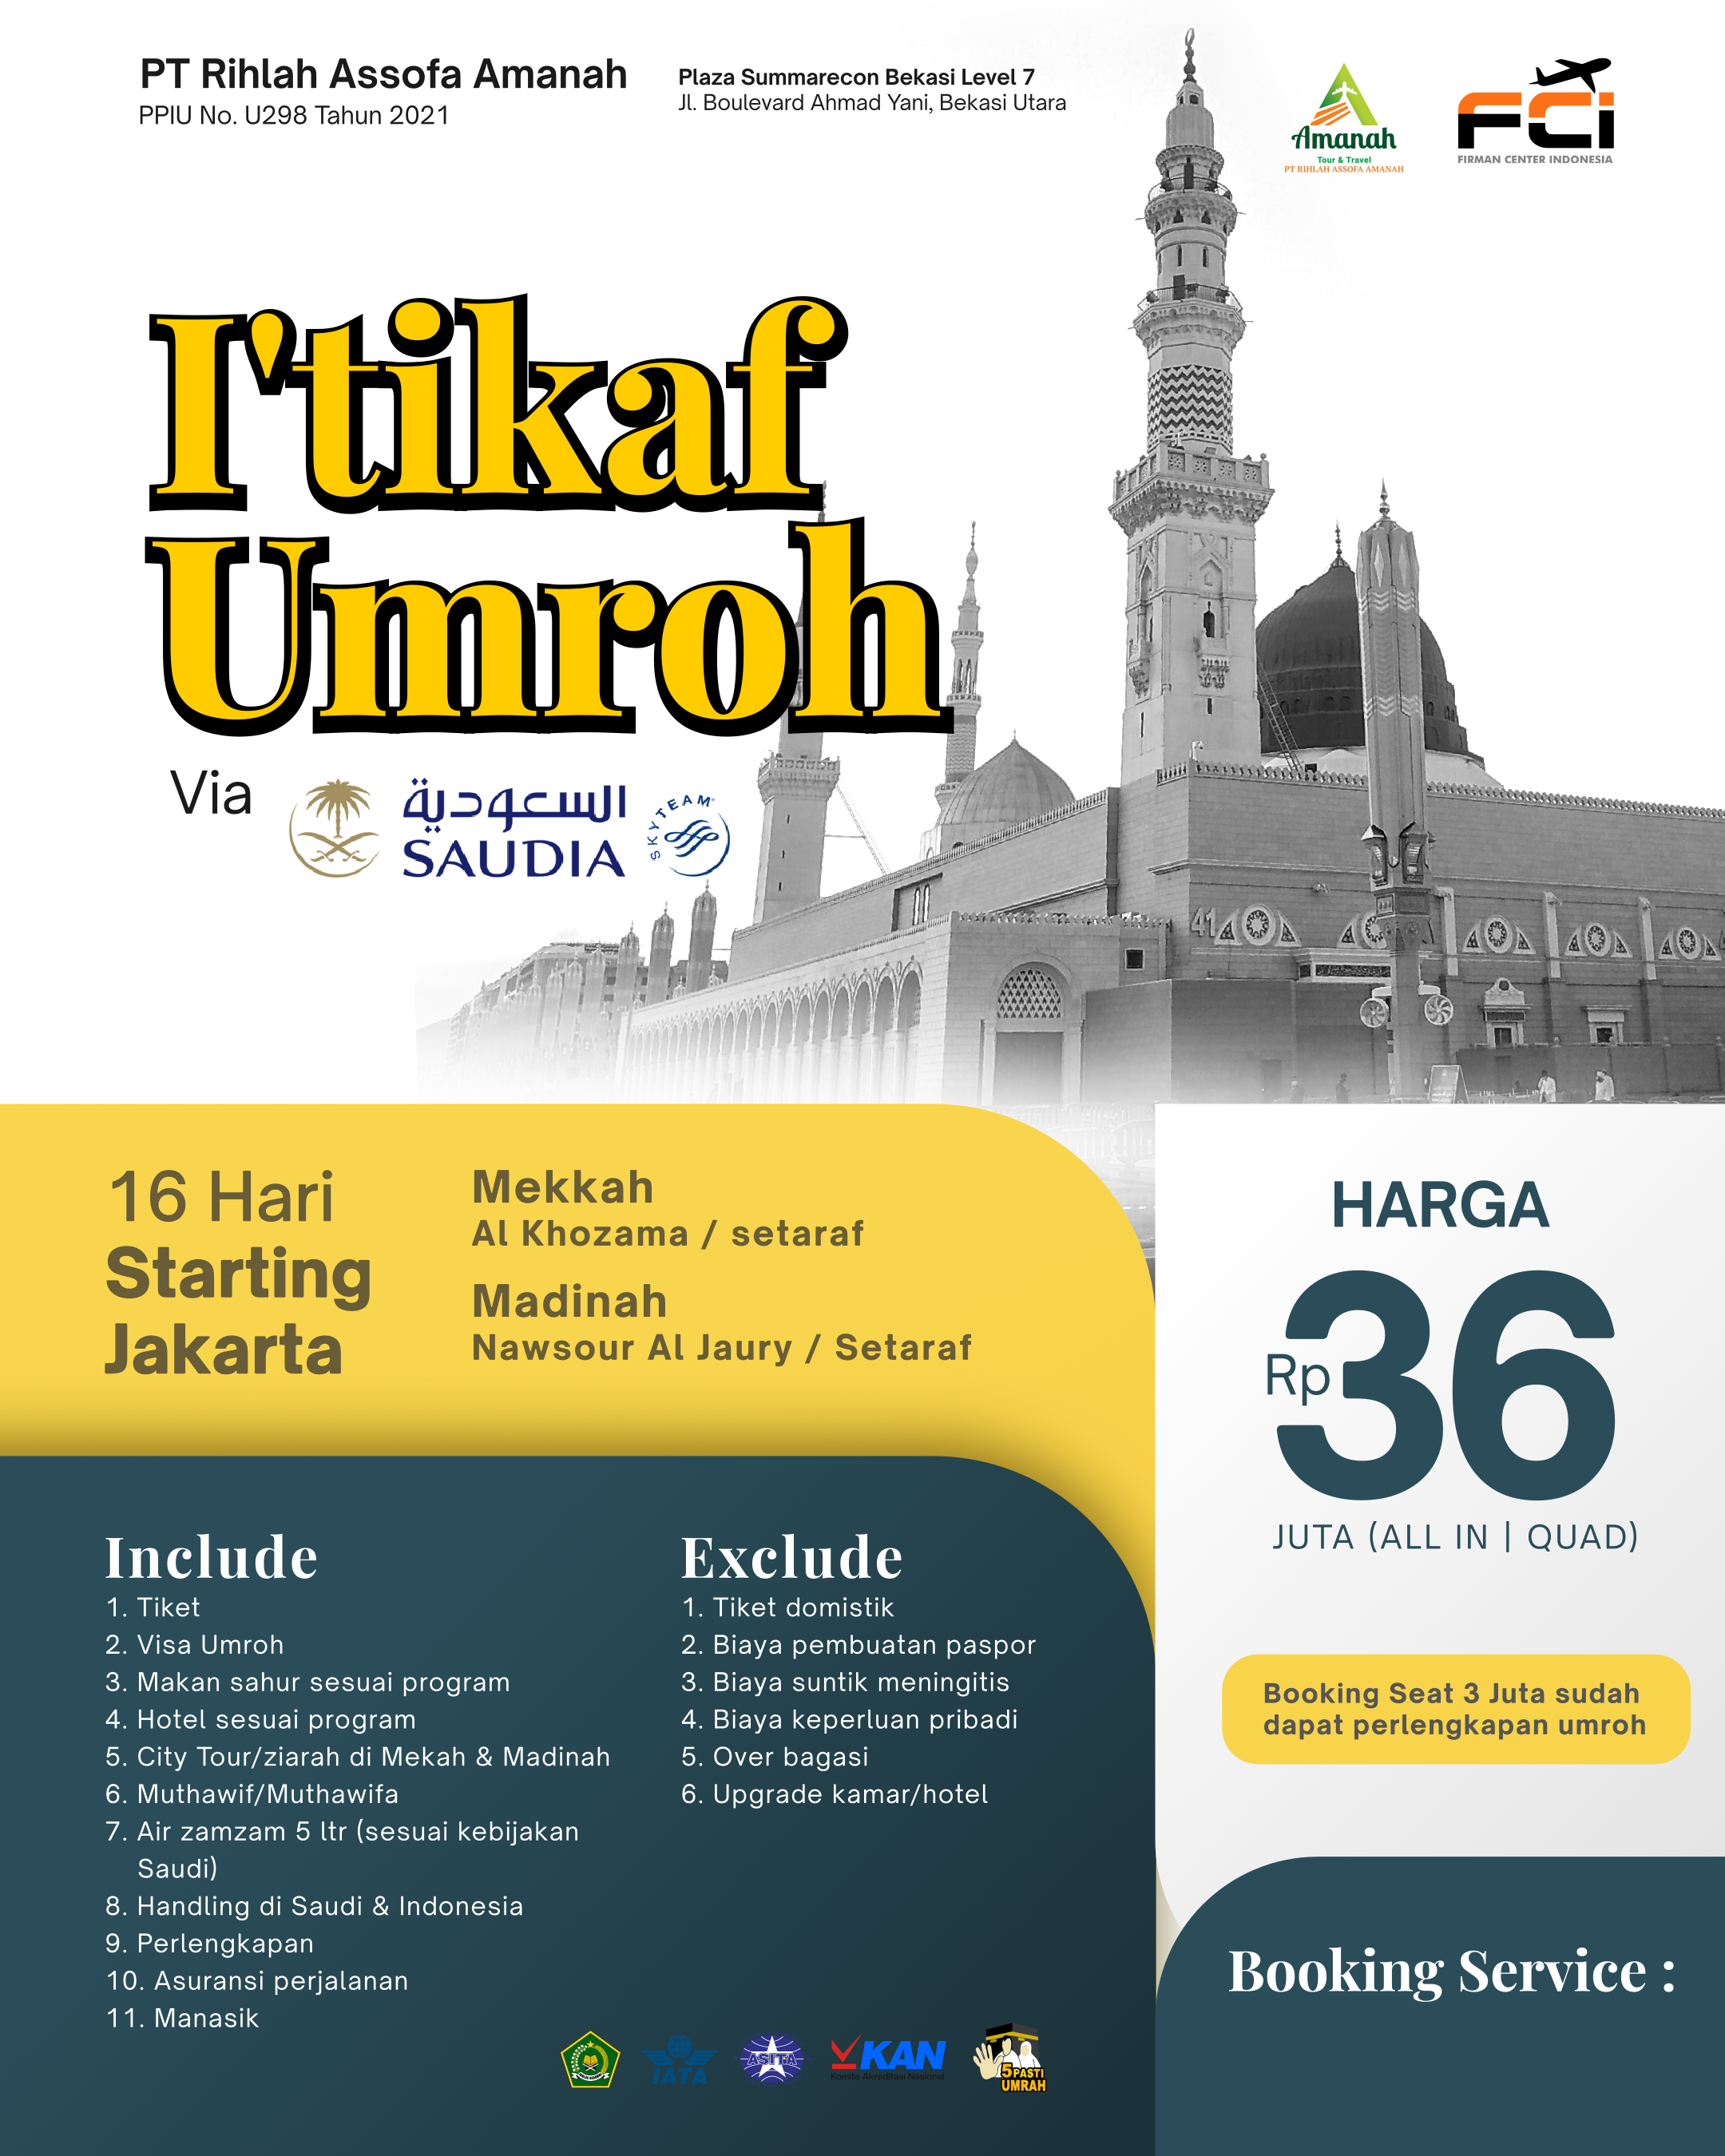 PT Rihlah Assofa Amanah
PPIU No. U298 Tahun 2021
Plaza Summarecon Bekasi Level 7
Jl. Boulevard Ahmad Yani, Bekasi Utara
Amanah
Tour & Travel
PT RIHLAH ASSOFA AMANAH
FCi
FIRMAN CENTER INDONESIA
I'tikaf
Umroh
Via
السعودية
SAUDIA
SKYTEAM
41
16 Hari
Starting
Jakarta
Mekkah
Al Khozama / setaraf
Madinah
Nawsour Al Jaury / Setaraf
HARGA
Rp36
JUTA (ALL IN | QUAD)
Booking Seat 3 Juta sudah
dapat perlengkapan umroh
Include
1. Tiket
2. Visa Umroh
3. Makan sahur sesuai program
4. Hotel sesuai program
5. City Tour/ziarah di Mekah & Madinah
6. Muthawif/Muthawifa
7. Air zamzam 5 ltr (sesuai kebijakan
Saudi)
8. Handling di Saudi & Indonesia
9. Perlengkapan
10. Asuransi perjalanan
11. Manasik
Exclude
1. Tiket domistik
2. Biaya pembuatan paspor
3. Biaya suntik meningitis
4. Biaya keperluan pribadi
5. Over bagasi
6. Upgrade kamar/hotel
Booking Service :
IATA
ASITA
KAN
Komite Akreditasi Nasional
5 PASTI
UMRAH